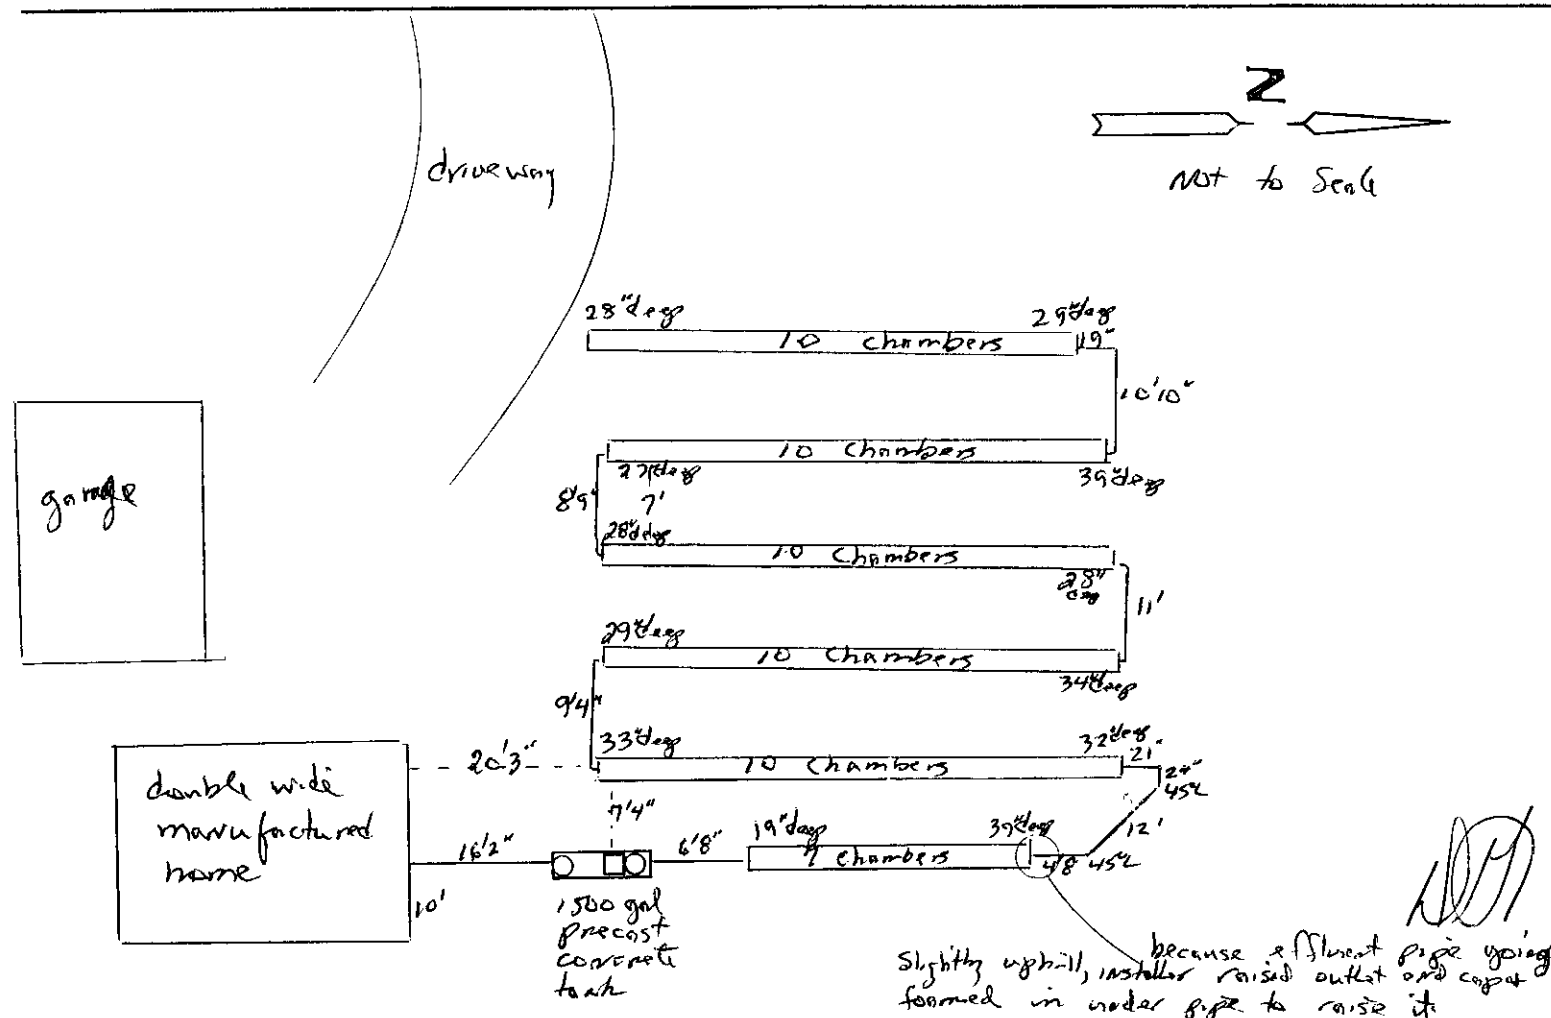 N
Not to Scale
driveway
28" deep
29" deep
10 chambers
19"
10'10"
garage
10 chambers
27" deep
39" deep
8'9"
7'
28" deep
10 chambers
28"
deep
11'
29" deep
10 chambers
34" deep
9'4"
33" deep
32" deep
20'3"
10 chambers
21"
24"
45∠
double wide
manufactured
home
7'4"
12'
19" deep
39" deep
16'2"
6'8"
7 chambers
4'8
45∠
10'
1500 gal
precast
concrete
tank
because effluent pipe going
slightly uphill, installer raised outlet and
foamed in under pipe to raise it